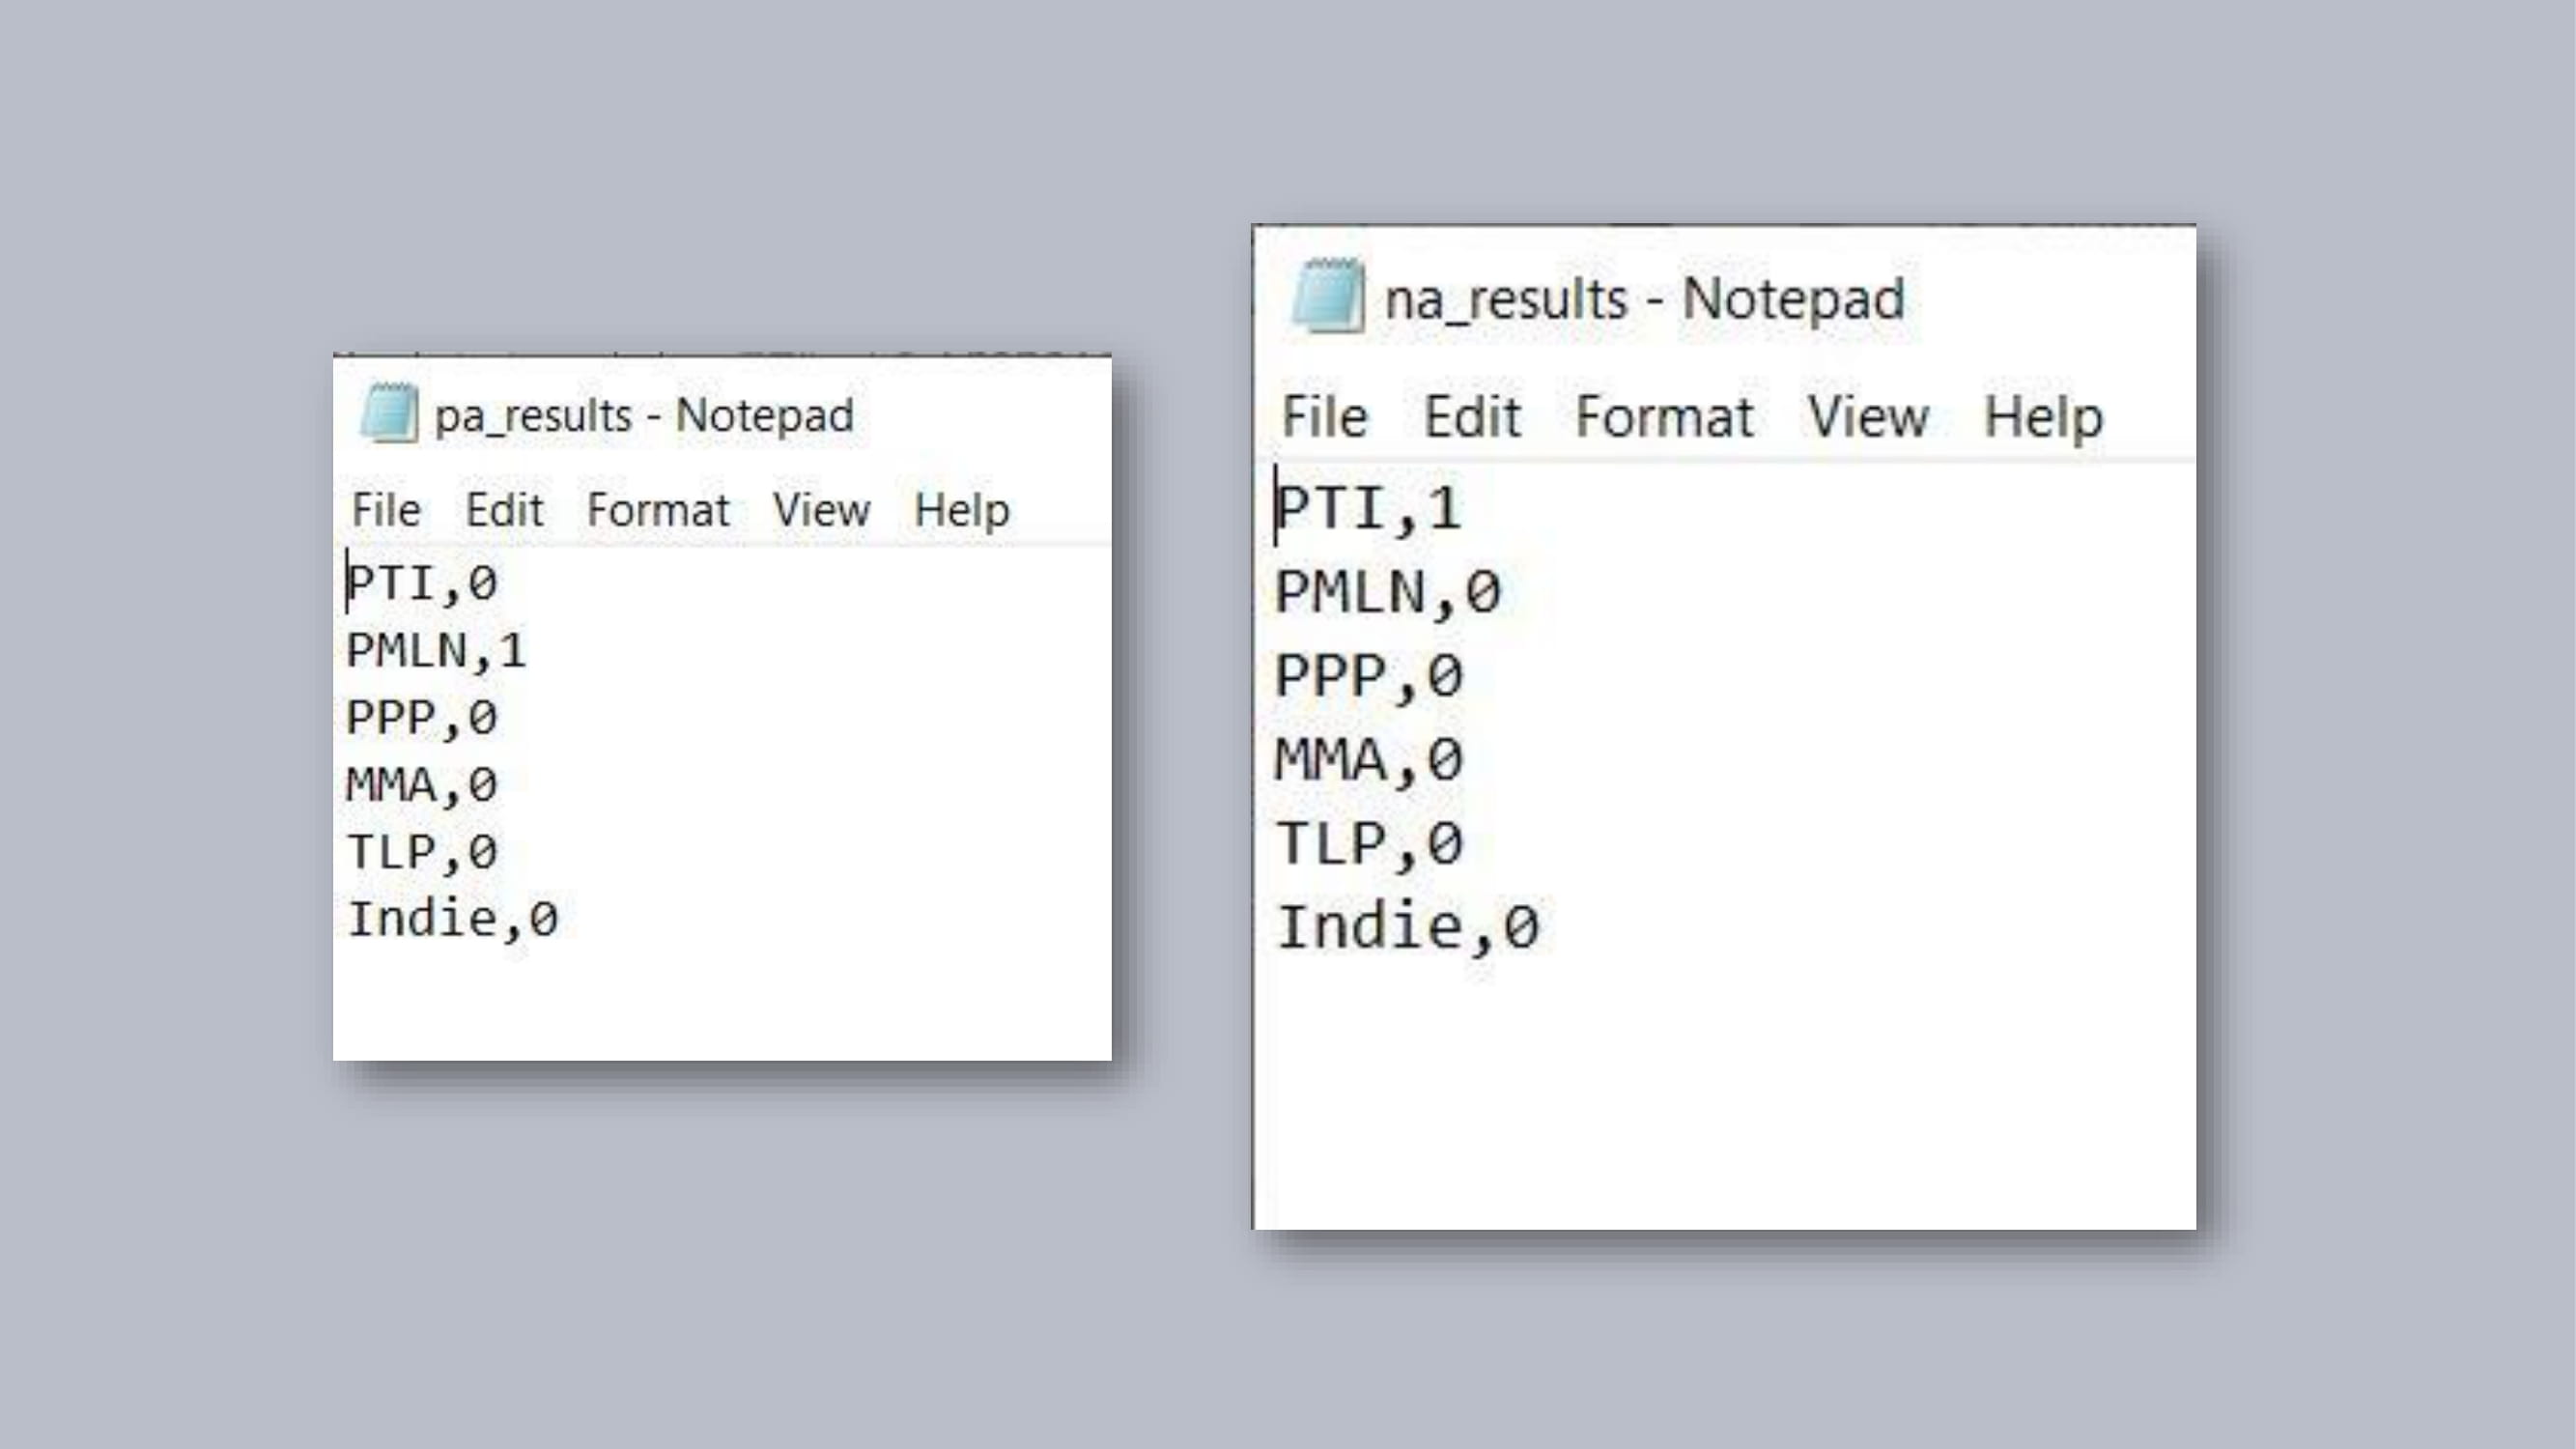 pa_results - Notepad
File Edit Format View Help
PTI,0
PMLN,1
PPP,0
MMA,0
TLP,0
Indie,0
na_results - Notepad
File Edit Format View Help
PTI,1
PMLN,0
PPP,0
MMA,0
TLP,0
Indie,0